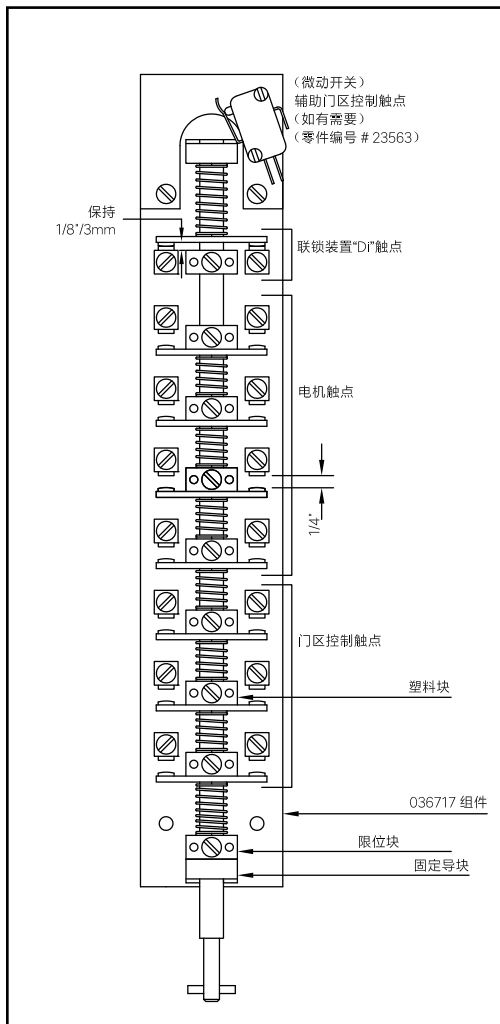 （微动开关）
辅助门区控制触点
（如有需要）
（零件编号 # 23563）
保持
1/8"/3mm
联锁装置"Di"触点
电机触点
1/4"
门区控制触点
塑料块
036717 组件
限位块
固定导块